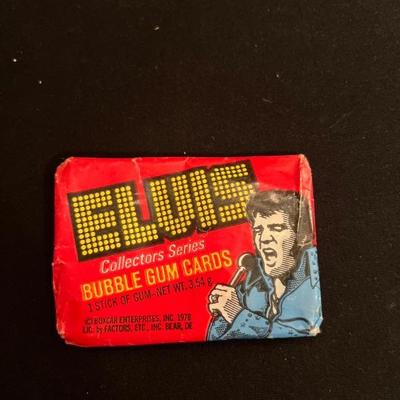 ELVIS
Collectors Series
BUBBLE GUM CARDS
1 STICK OF GUM-NET WT. 3.54 g
©BOXCAR ENTERPRISES, INC. 1978
LIC. by FACTORS, ETC., INC. BEAR, DE